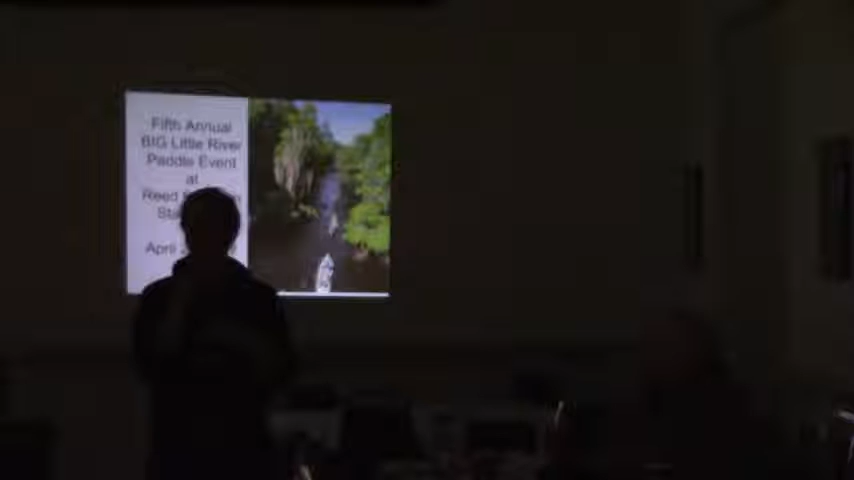 Fifth Annual
BIG Little River
Paddle Event
at
Reed
April